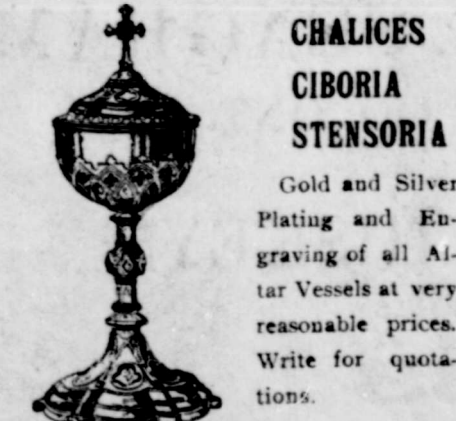 CHALICES
CIBORIA
STENSORIA
Gold and Silver
Plating and En-
graving of all Al-
tar Vessels at very
reasonable prices.
Write for quota-
tions.